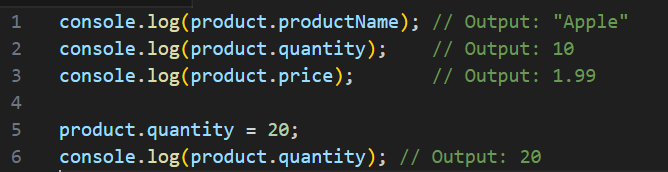 1 console.log(product.productName); // Output: "Apple"
2 console.log(product.quantity);    // Output: 10
3 console.log(product.price);       // Output: 1.99
4
5 product.quantity = 20;
6 console.log(product.quantity); // Output: 20